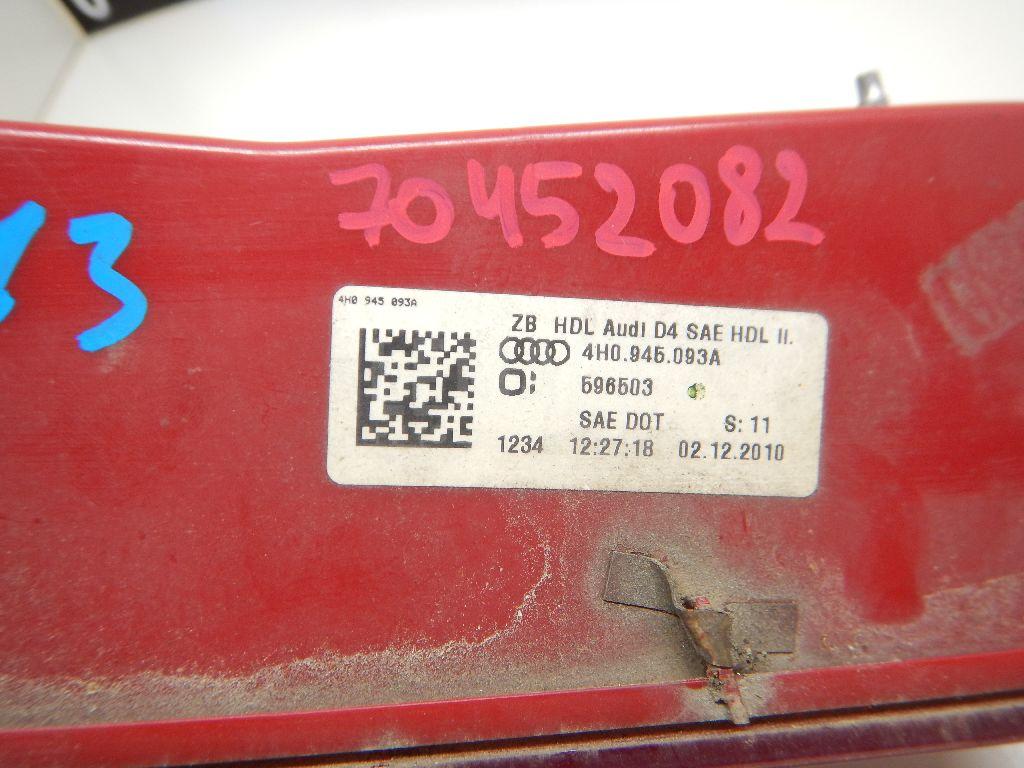 70452082
13
4H0 945 093A
ZB HDL Audi D4 SAE HDL II.
4H0.945.093A
596503
SAE DOT S: 11
1234 12:27:18 02.12.2010